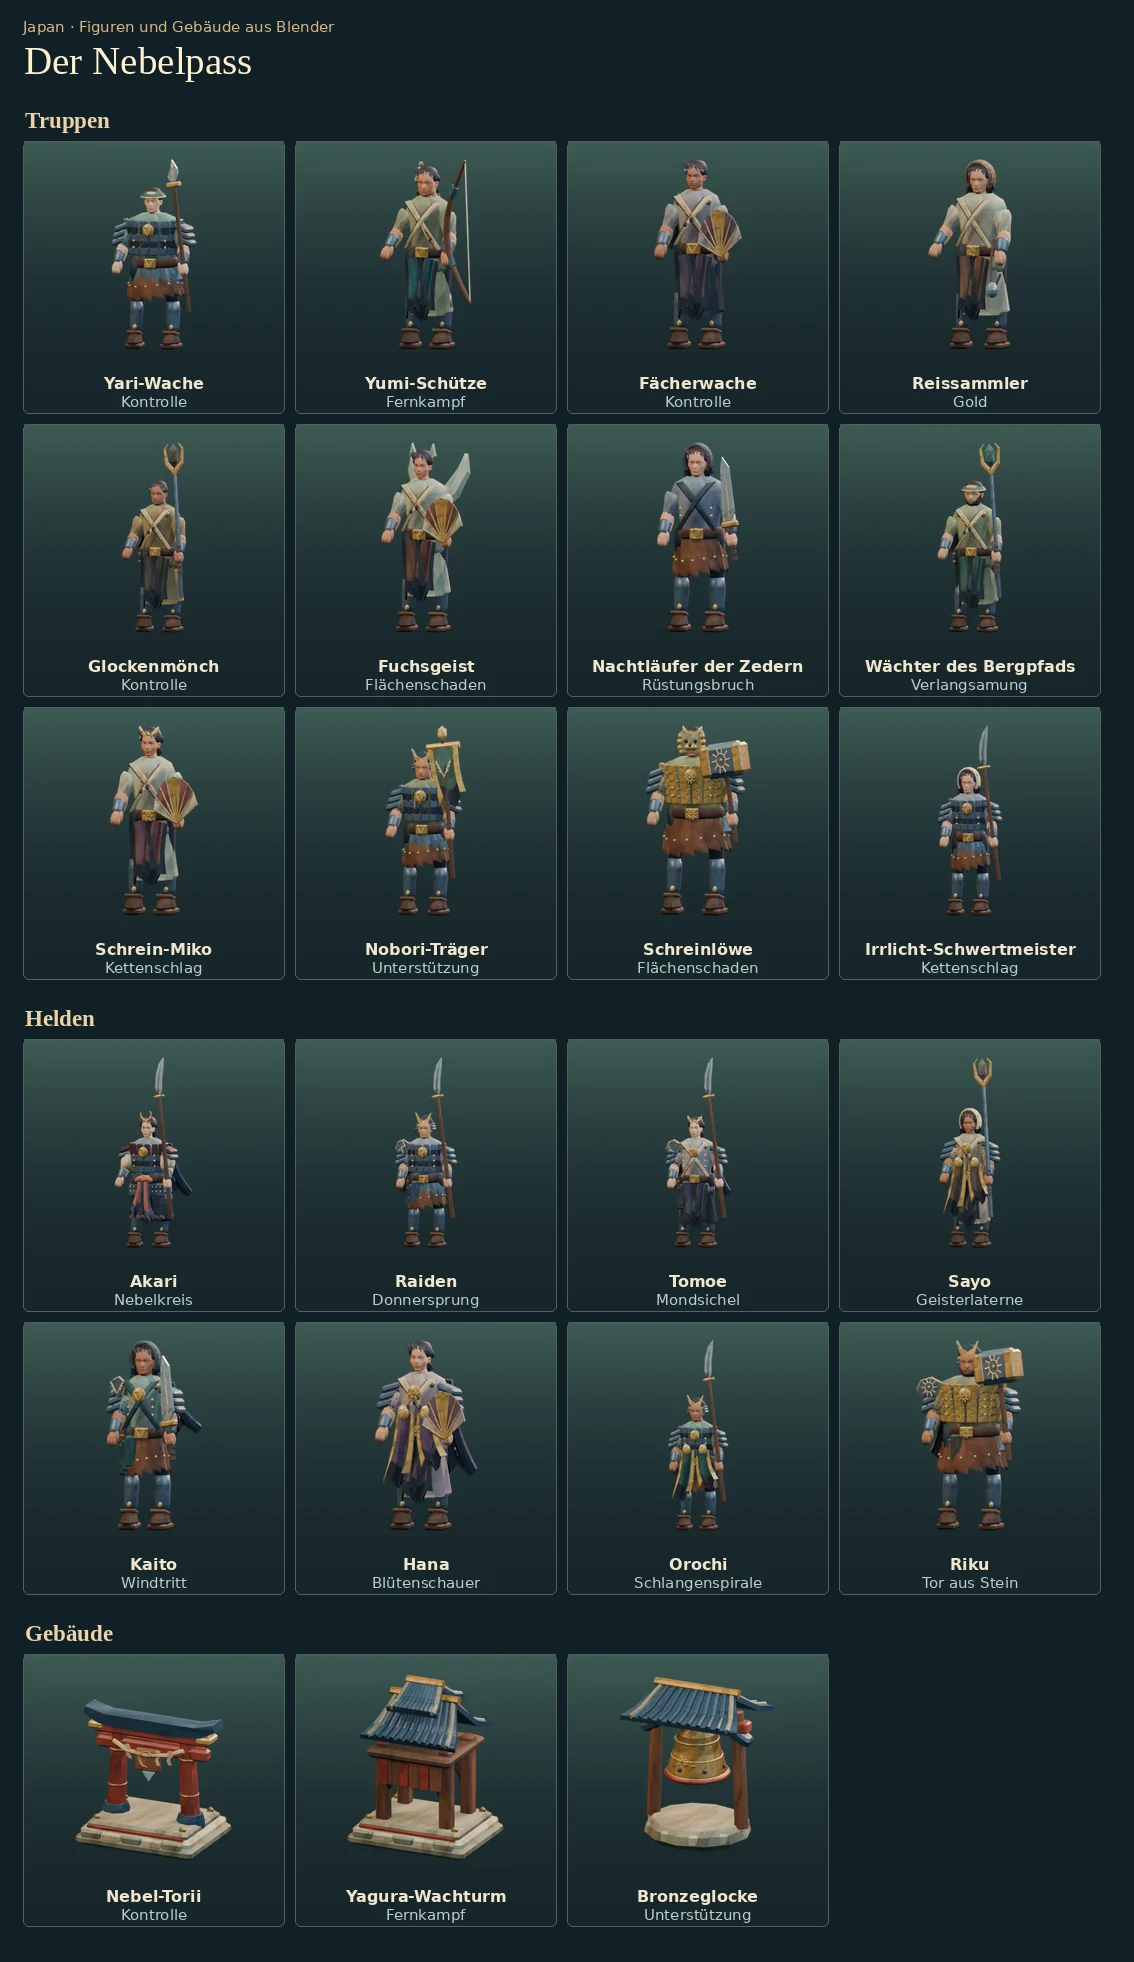 Japan · Figuren und Gebäude aus Blender
Der Nebelpass
Truppen
Yari-Wache
Kontrolle
Yumi-Schütze
Fernkampf
Fächerwache
Kontrolle
Reissammler
Gold
Glockenmönch
Kontrolle
Fuchsgeist
Flächenschaden
Nachtläufer der Zedern
Rüstungsbruch
Wächter des Bergpfads
Verlangsamung
Schrein-Miko
Kettenschlag
Nobori-Träger
Unterstützung
Schreinlöwe
Flächenschaden
Irrlicht-Schwertmeister
Kettenschlag
Helden
Akari
Nebelkreis
Raiden
Donnersprung
Tomoe
Mondsichel
Sayo
Geisterlaterne
Kaito
Windtritt
Hana
Blütenschauer
Orochi
Schlangenspirale
Riku
Tor aus Stein
Gebäude
Nebel-Torii
Kontrolle
Yagura-Wachturm
Fernkampf
Bronzeglocke
Unterstützung